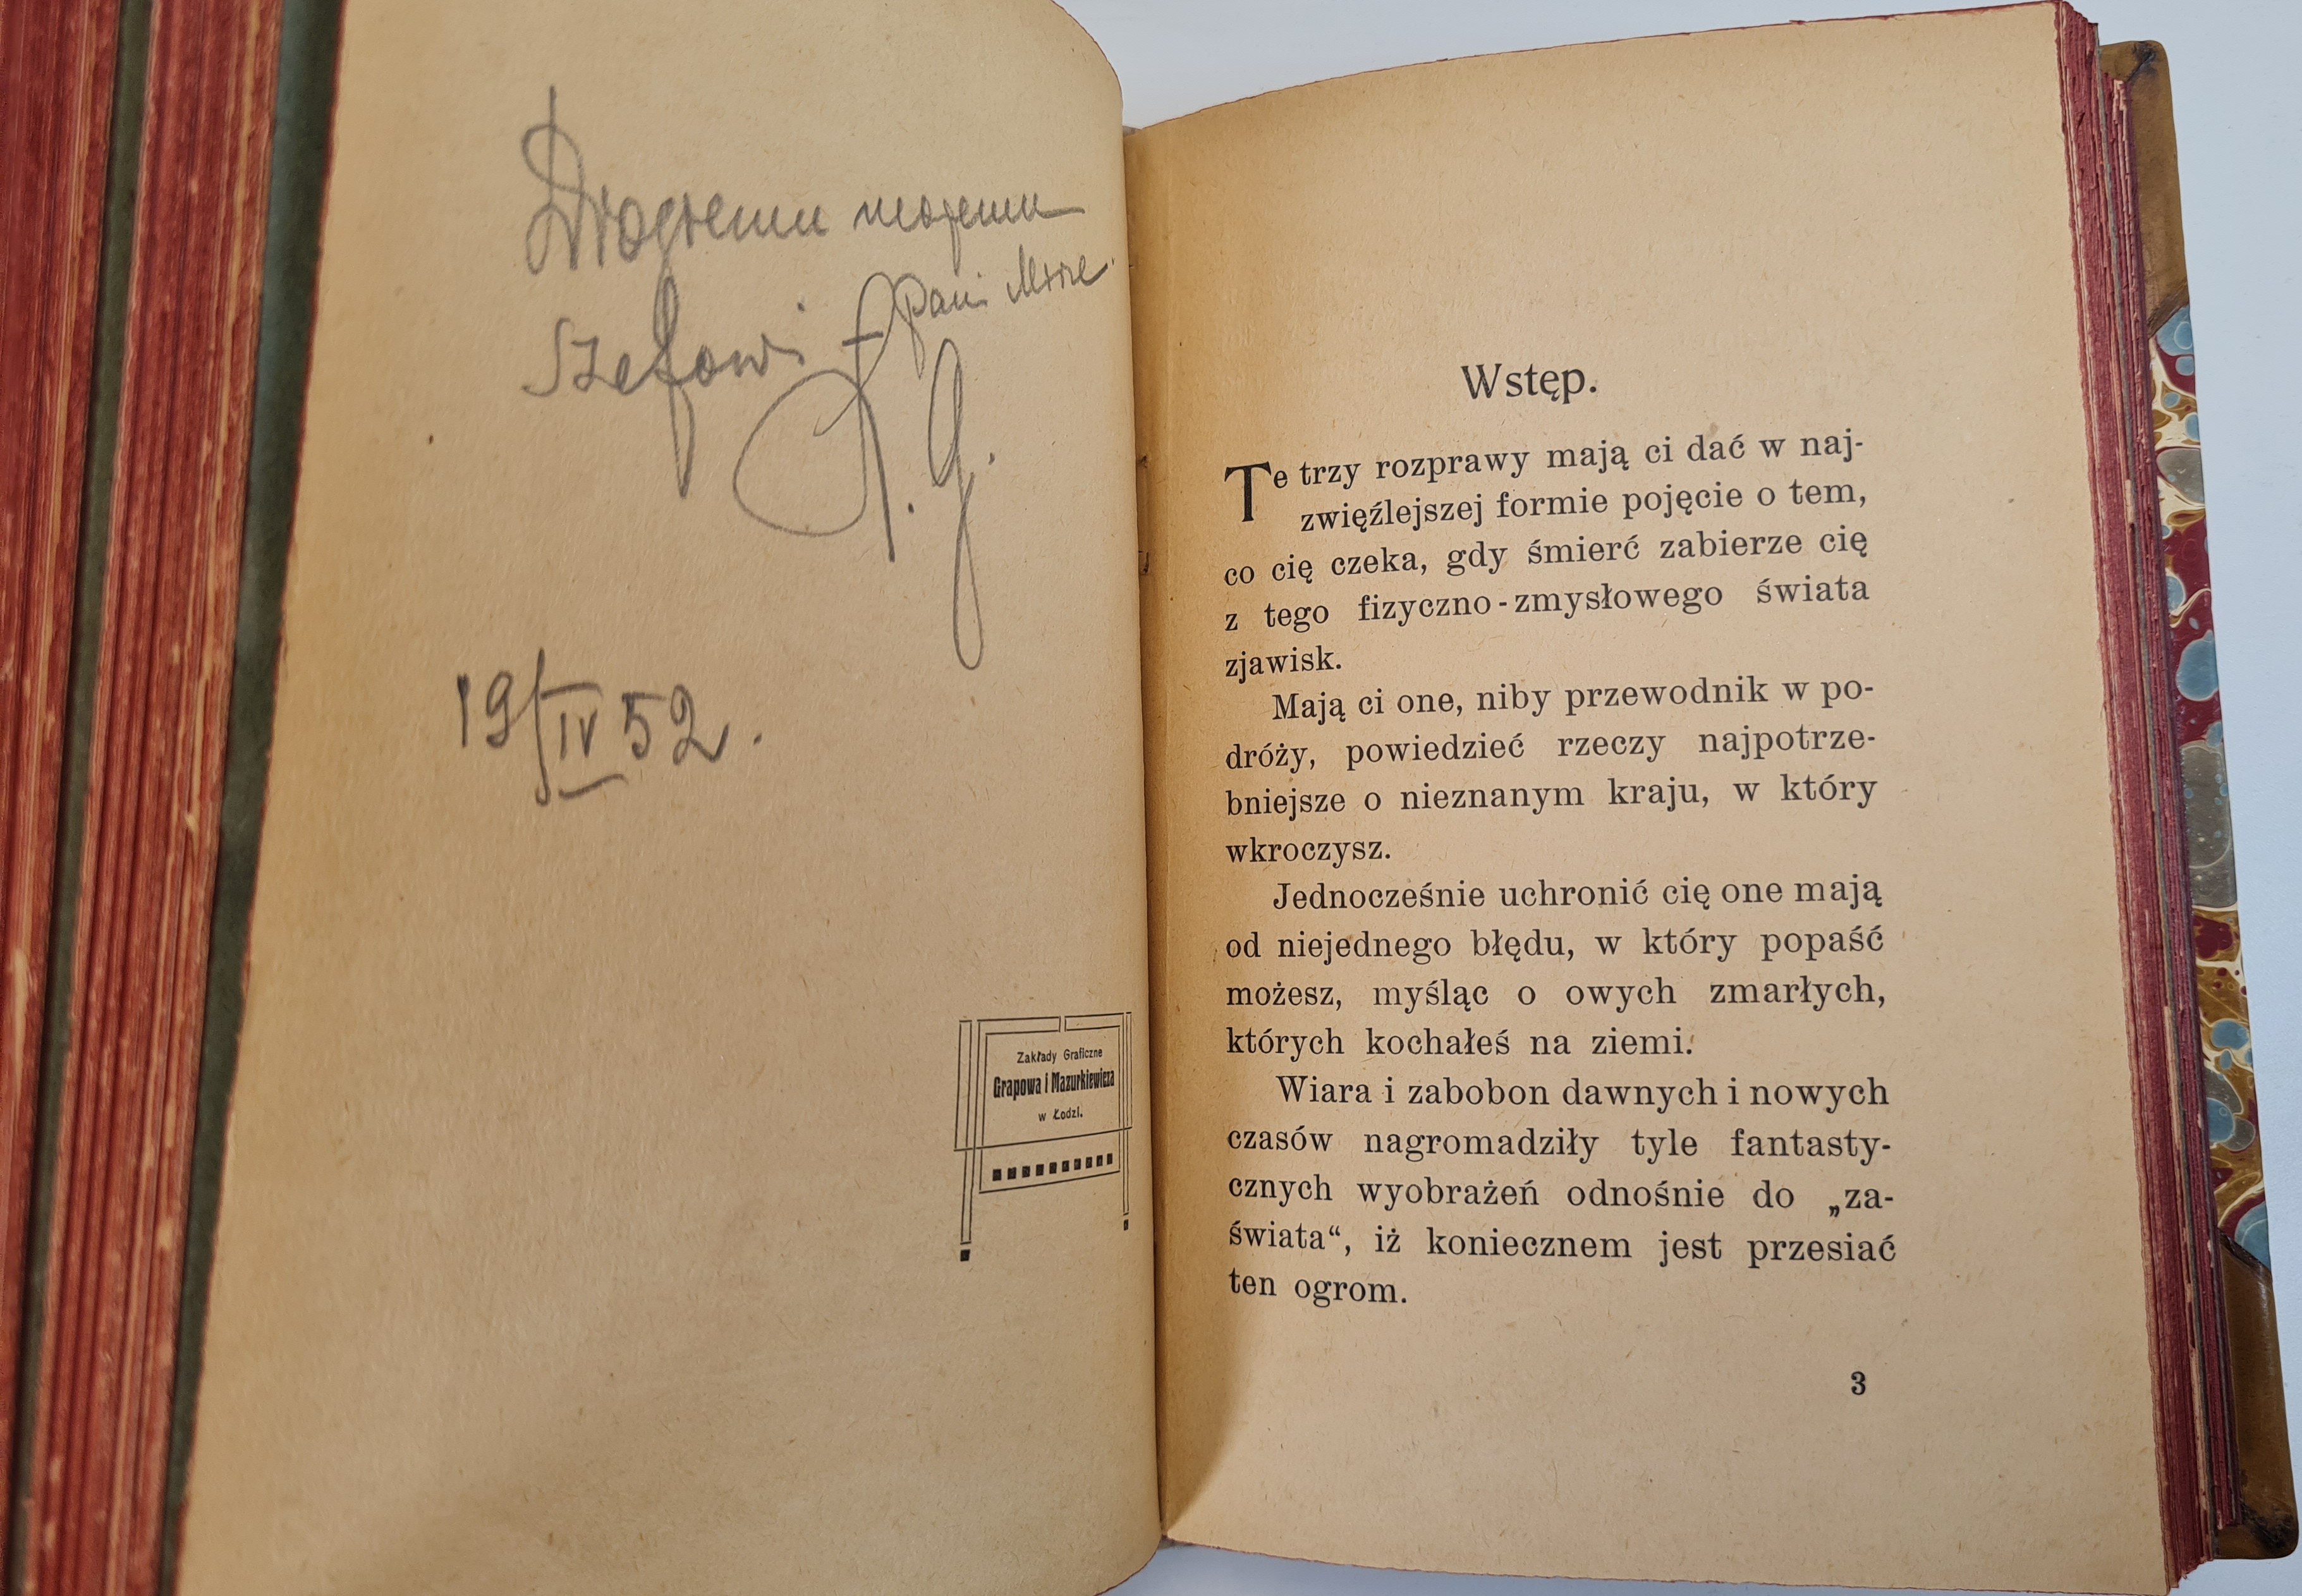 Drogiemu mojemu
Szefowi – Pani
A. G.
19/IV 52.
Zakłady Graficzne
Grapowa i Mazurkiewicza
w Łodzi.
Wstęp.
Te trzy rozprawy mają ci dać w naj-
zwięźlejszej formie pojęcie o tem,
co cię czeka, gdy śmierć zabierze cię
z tego fizyczno-zmysłowego świata
zjawisk.
Mają ci one, niby przewodnik w po-
dróży, powiedzieć rzeczy najpotrze-
bniejsze o nieznanym kraju, w który
wkroczysz.
Jednocześnie uchronić cię one mają
od niejednego błędu, w który popaść
możesz, myśląc o owych zmarłych,
których kochałeś na ziemi.
Wiara i zabobon dawnych i nowych
czasów nagromadziły tyle fantasty-
cznych wyobrażeń odnośnie do „za-
świata“, iż koniecznem jest przesiać
ten ogrom.
3